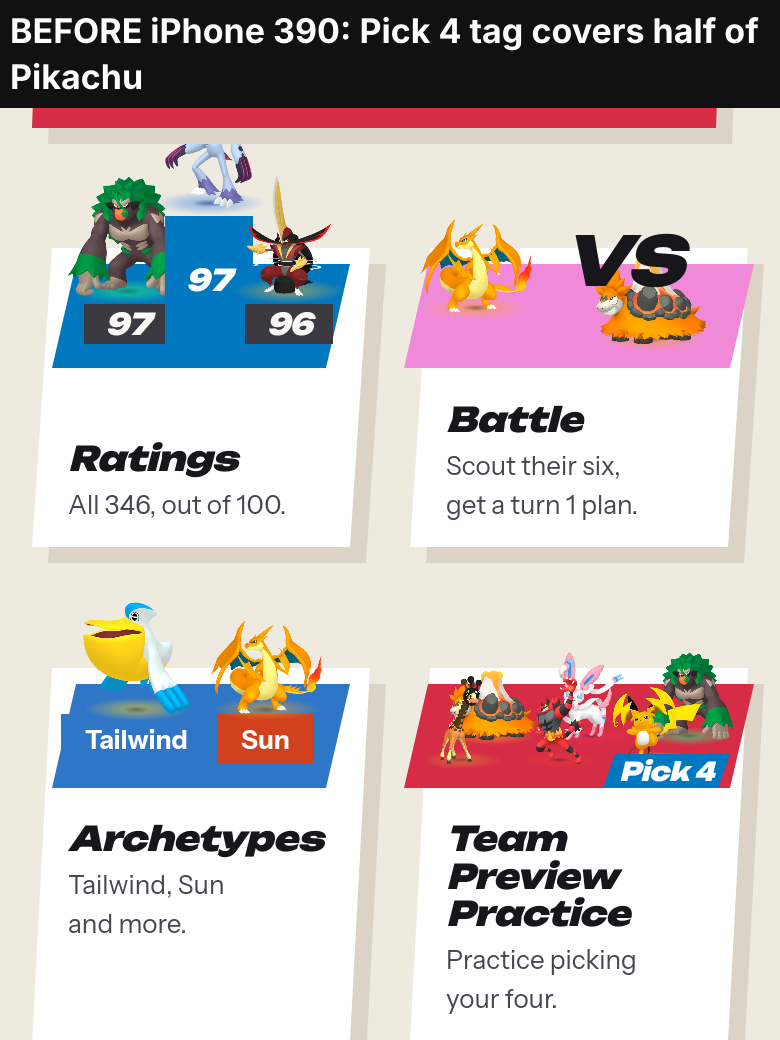 BEFORE iPhone 390: Pick 4 tag covers half of
Pikachu
97
97
96
VS
Ratings
All 346, out of 100.
Battle
Scout their six,
get a turn 1 plan.
Tailwind
Sun
Pick 4
Archetypes
Tailwind, Sun
and more.
Team
Preview
Practice
Practice picking
your four.